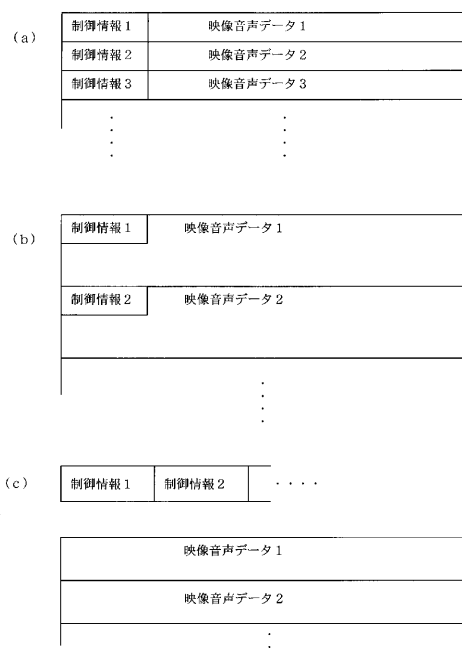 (a) 制御情報1 映像音声データ1
制御情報2 映像音声データ2
制御情報3 映像音声データ3
(b) 制御情報1 映像音声データ1
制御情報2 映像音声データ2
(c) 制御情報1 制御情報2 ・・・・
映像音声データ1
映像音声データ2